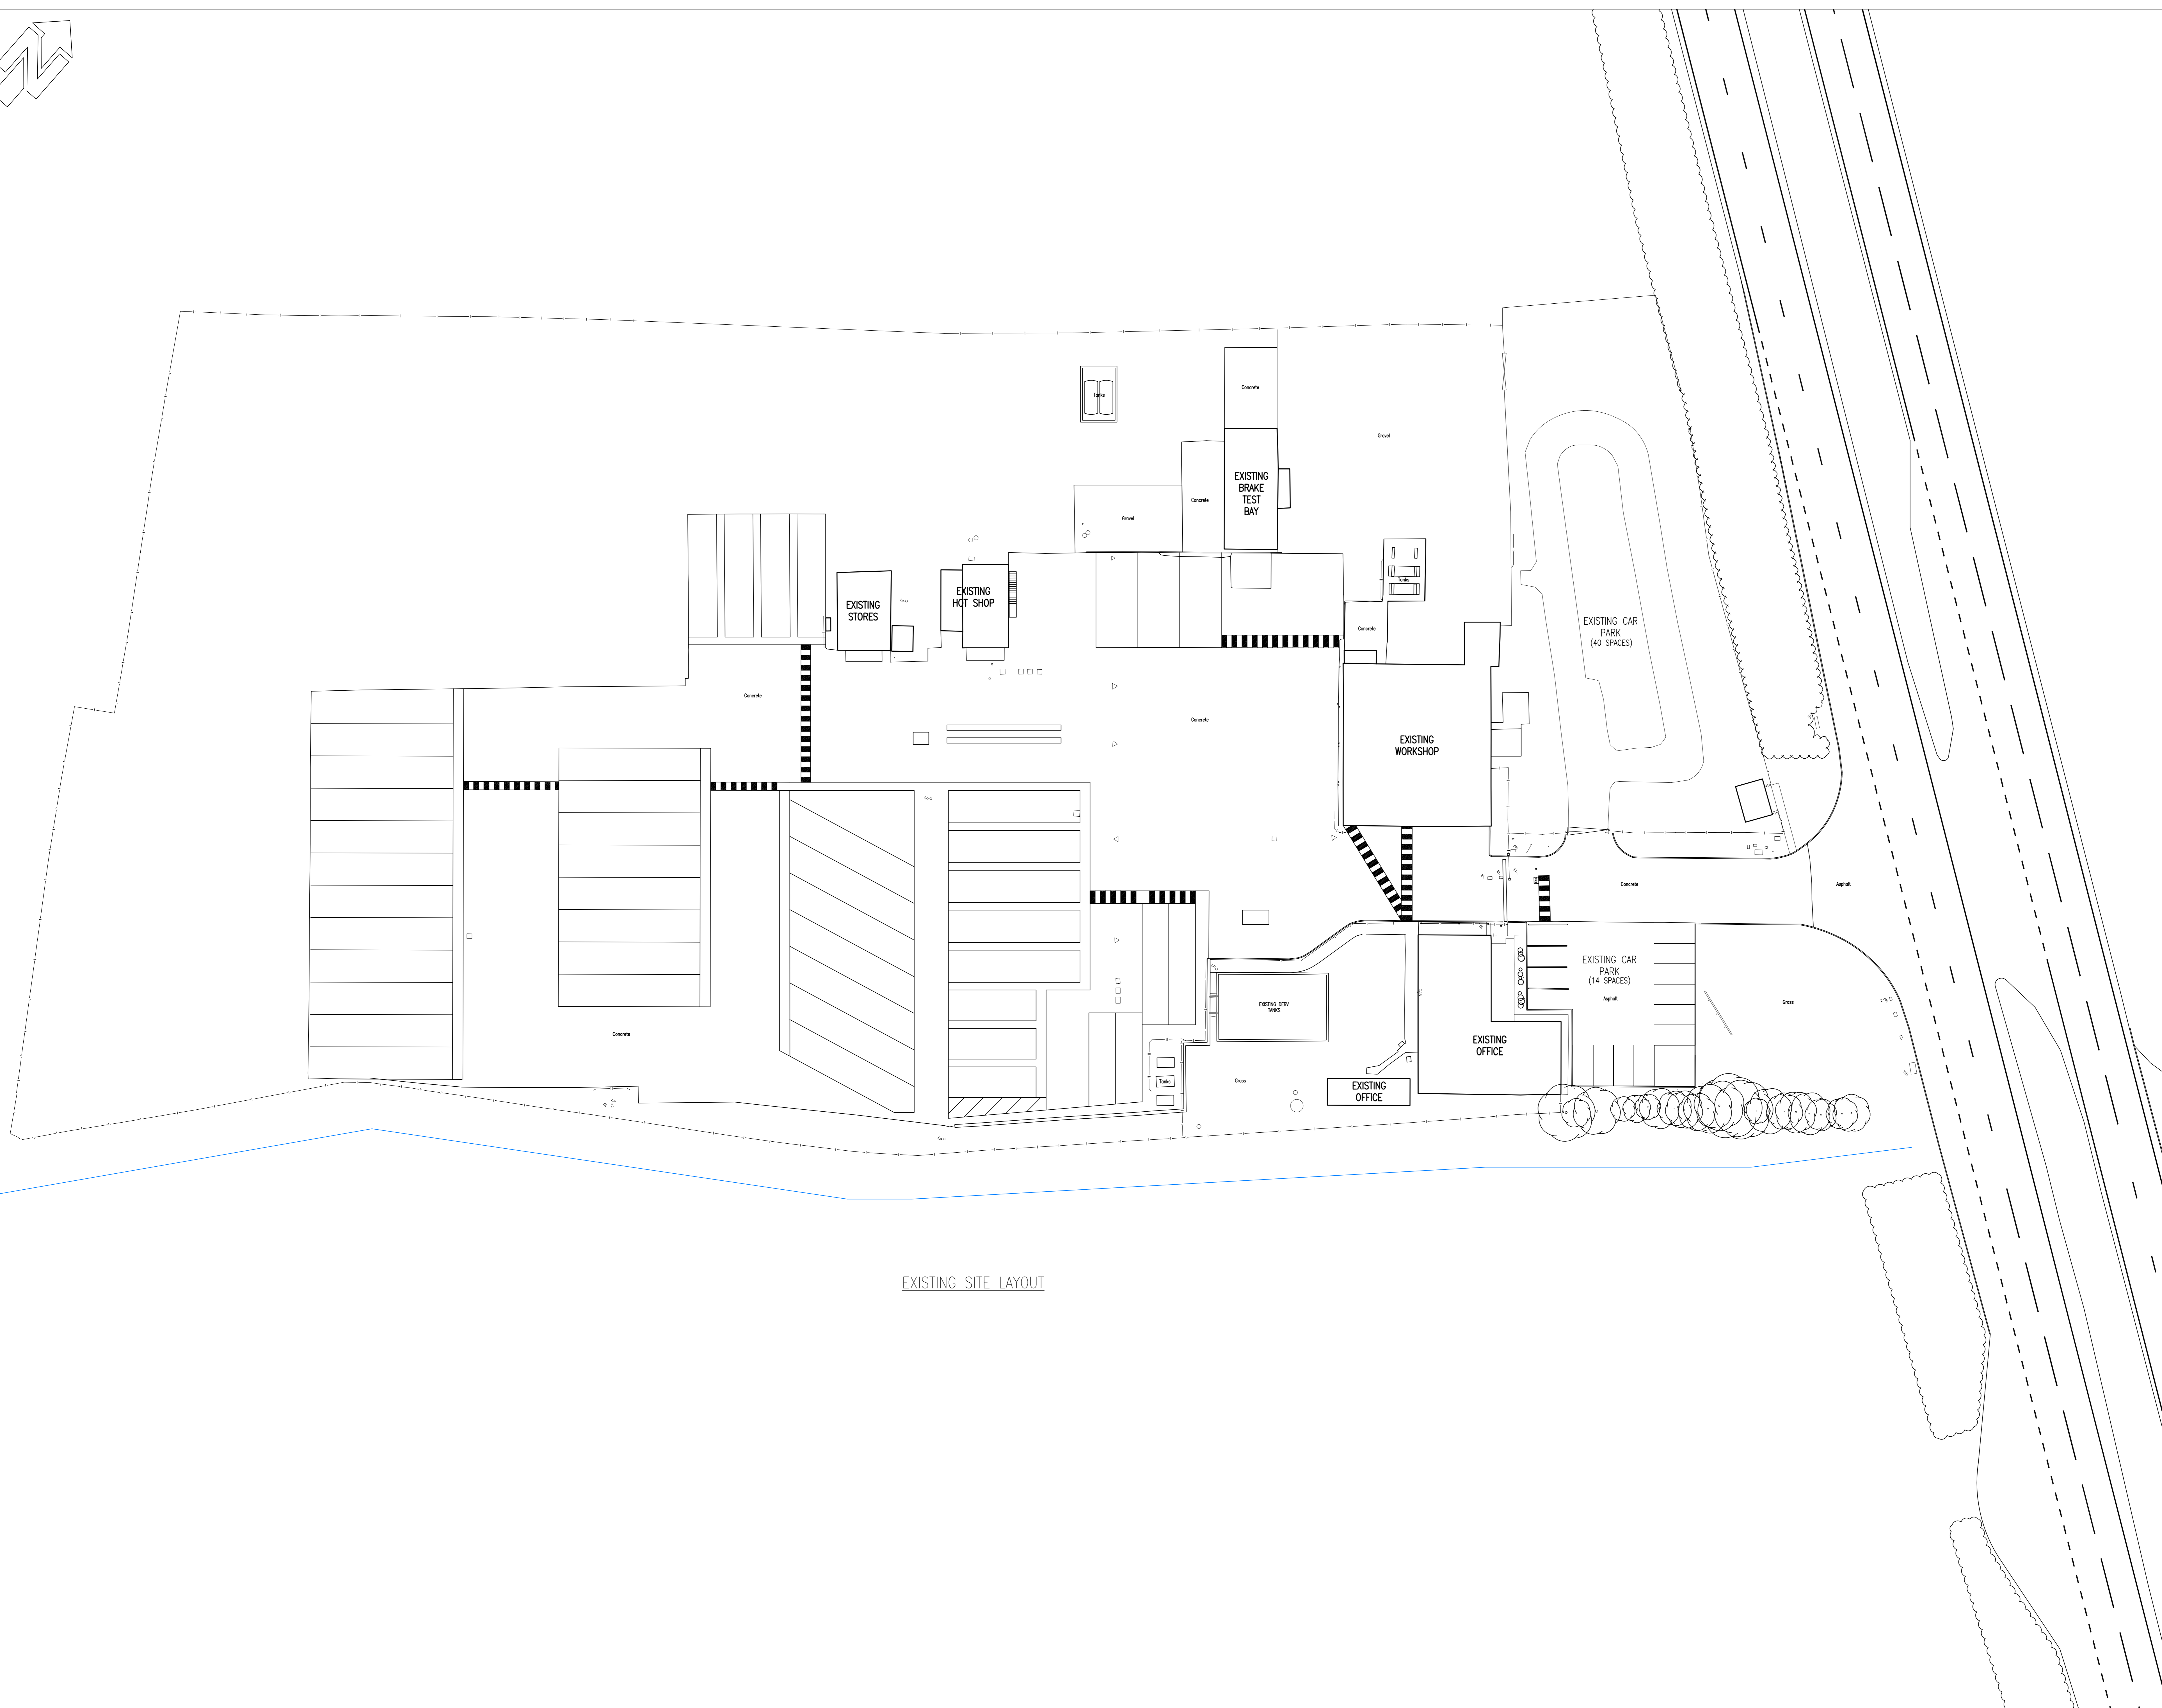 N
Concrete
Tanks
Gravel
EXISTING
BRAKE
TEST
BAY
Concrete
Gravel
Tanks
EXISTING
STORES
EXISTING
HOT SHOP
Concrete
EXISTING CAR
PARK
(40 SPACES)
Concrete
Concrete
EXISTING
WORKSHOP
Concrete
Asphalt
EXISTING CAR
PARK
(14 SPACES)
Asphalt
Grass
EXISTING DERV
TANKS
Concrete
EXISTING
OFFICE
Tanks
Grass
EXISTING
OFFICE
EXISTING SITE LAYOUT